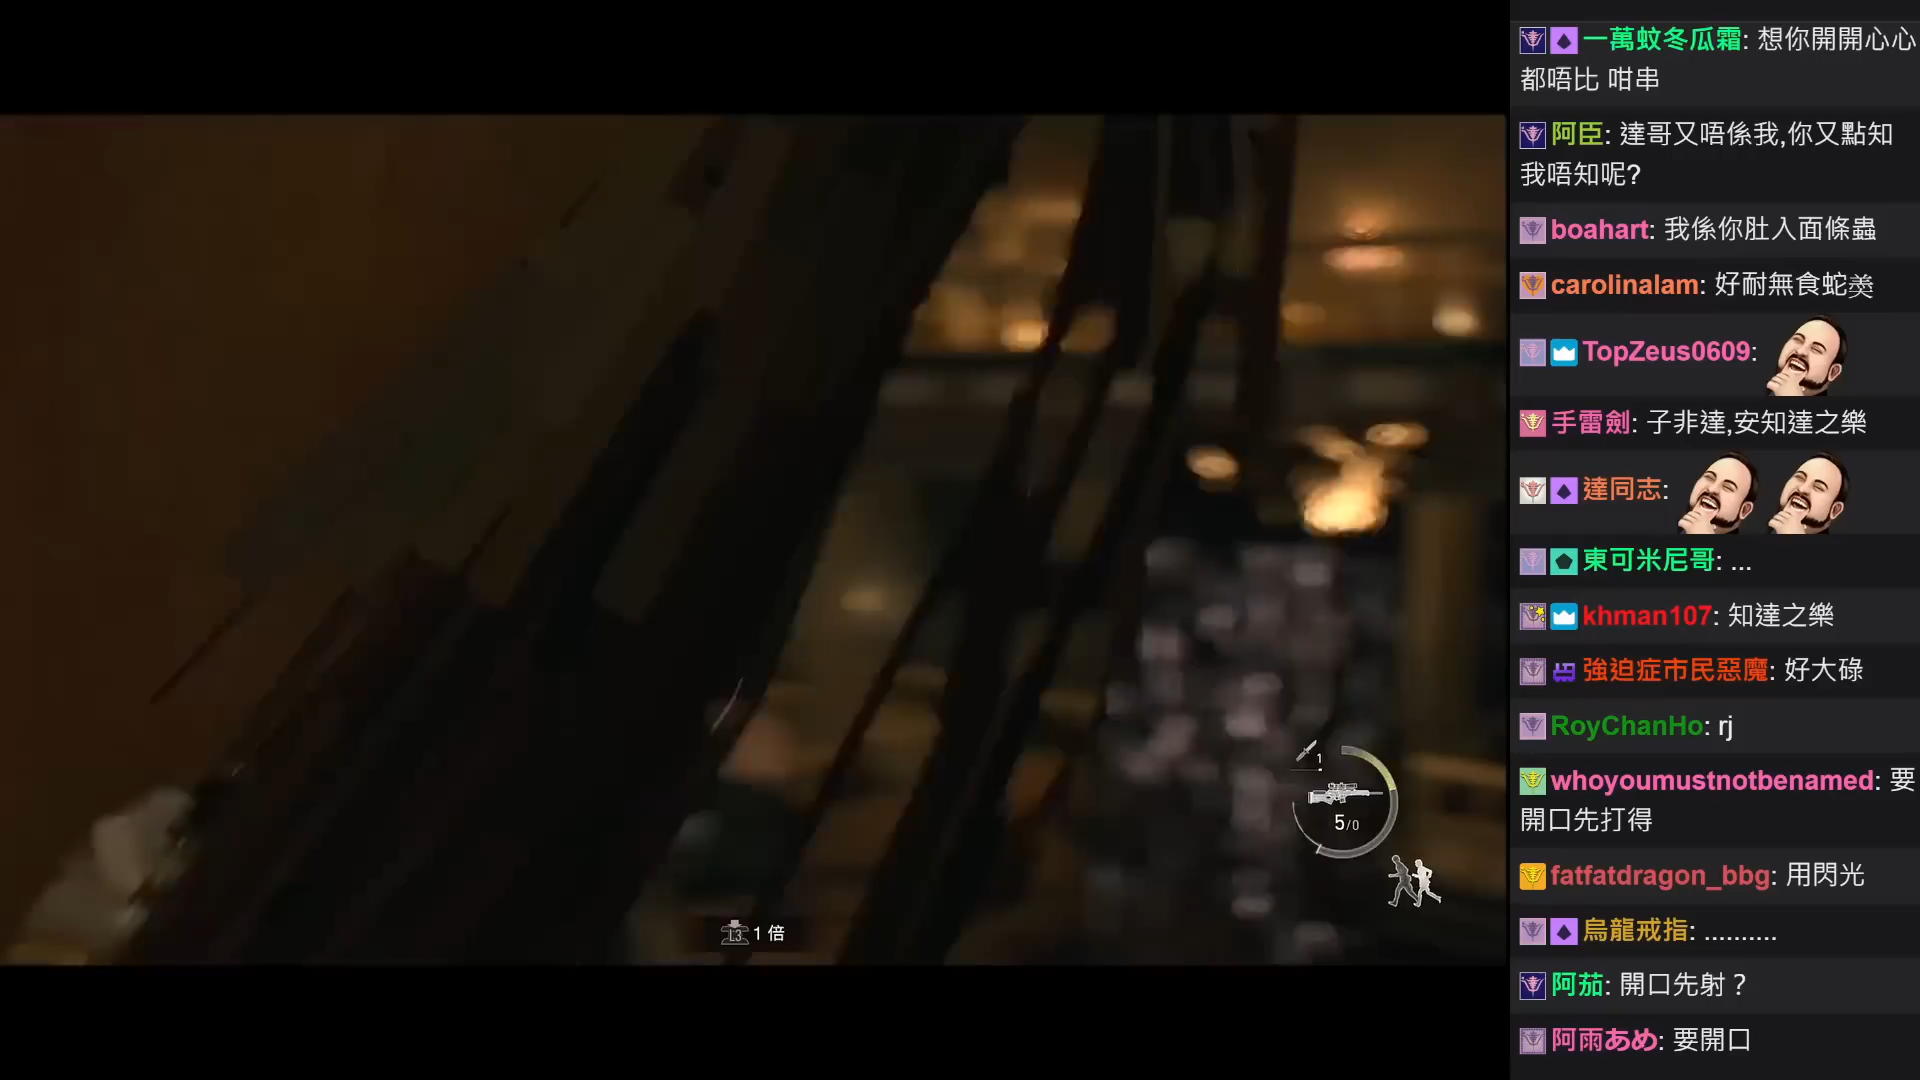 一萬蚊冬瓜霜: 想你開開心心
都唔比 咁串
阿臣: 達哥又唔係我,你又點知
我唔知呢?
boahart: 我係你肚入面條蟲
carolinalam: 好耐無食蛇羹
TopZeus0609:
手雷劍: 子非達,安知達之樂
達同志:
東可米尼哥: ...
khman107: 知達之樂
強迫症市民惡魔: 好大碌
RoyChanHo: rj
whoyoumustnotbenamed: 要
開口先打得
fatfatdragon_bbg: 用閃光
烏龍戒指: ..........
阿茄: 開口先射？
阿雨あめ: 要開口
1
5/0
L3 1 倍